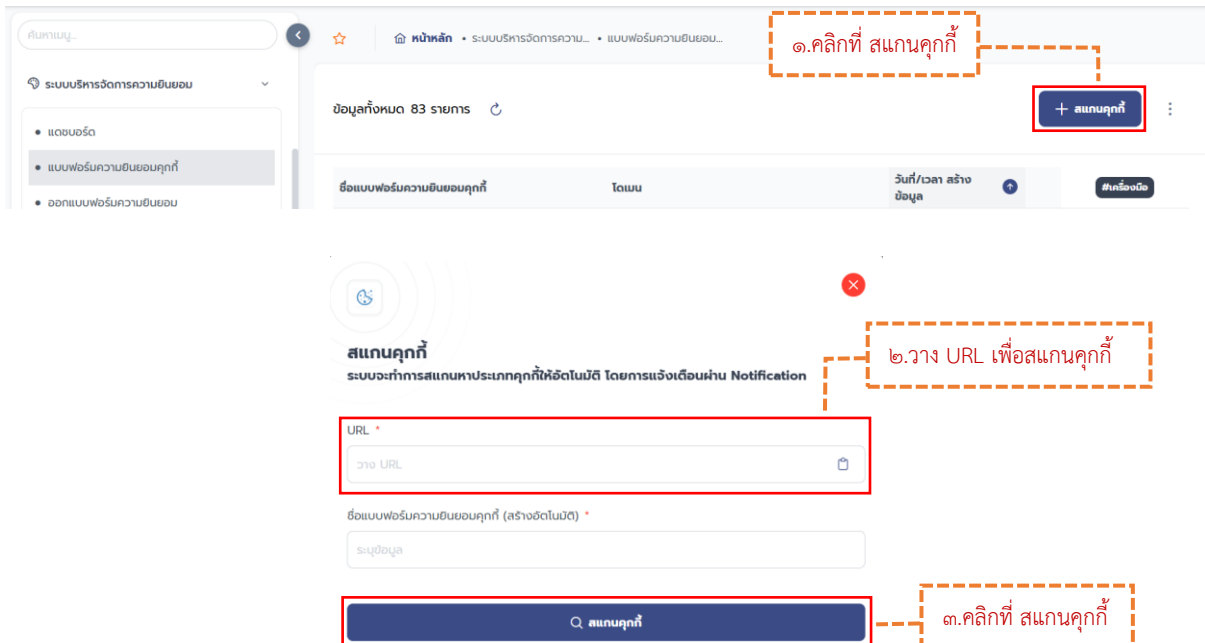 ค้นหาเมนู...
หน้าหลัก • ระบบบริหารจัดการความ... • แบบฟอร์มความยินยอม...
๑.คลิกที่ สแกนคุกกี้
ระบบบริหารจัดการความยินยอม
ข้อมูลทั้งหมด 83 รายการ
+ สแกนคุกกี้
• แดชบอร์ด
• แบบฟอร์มความยินยอมคุกกี้
• ออกแบบฟอร์มความยินยอม
ชื่อแบบฟอร์มความยินยอมคุกกี้
โดเมน
วันที่/เวลา สร้าง
ข้อมูล
#เครื่องมือ
สแกนคุกกี้
ระบบจะทำการสแกนหาประเภทคุกกี้ให้อัตโนมัติ โดยการแจ้งเตือนผ่าน Notification
๒.วาง URL เพื่อสแกนคุกกี้
URL *
วาง URL
ชื่อแบบฟอร์มความยินยอมคุกกี้ (สร้างอัตโนมัติ) *
ระบุข้อมูล
สแกนคุกกี้
๓.คลิกที่ สแกนคุกกี้